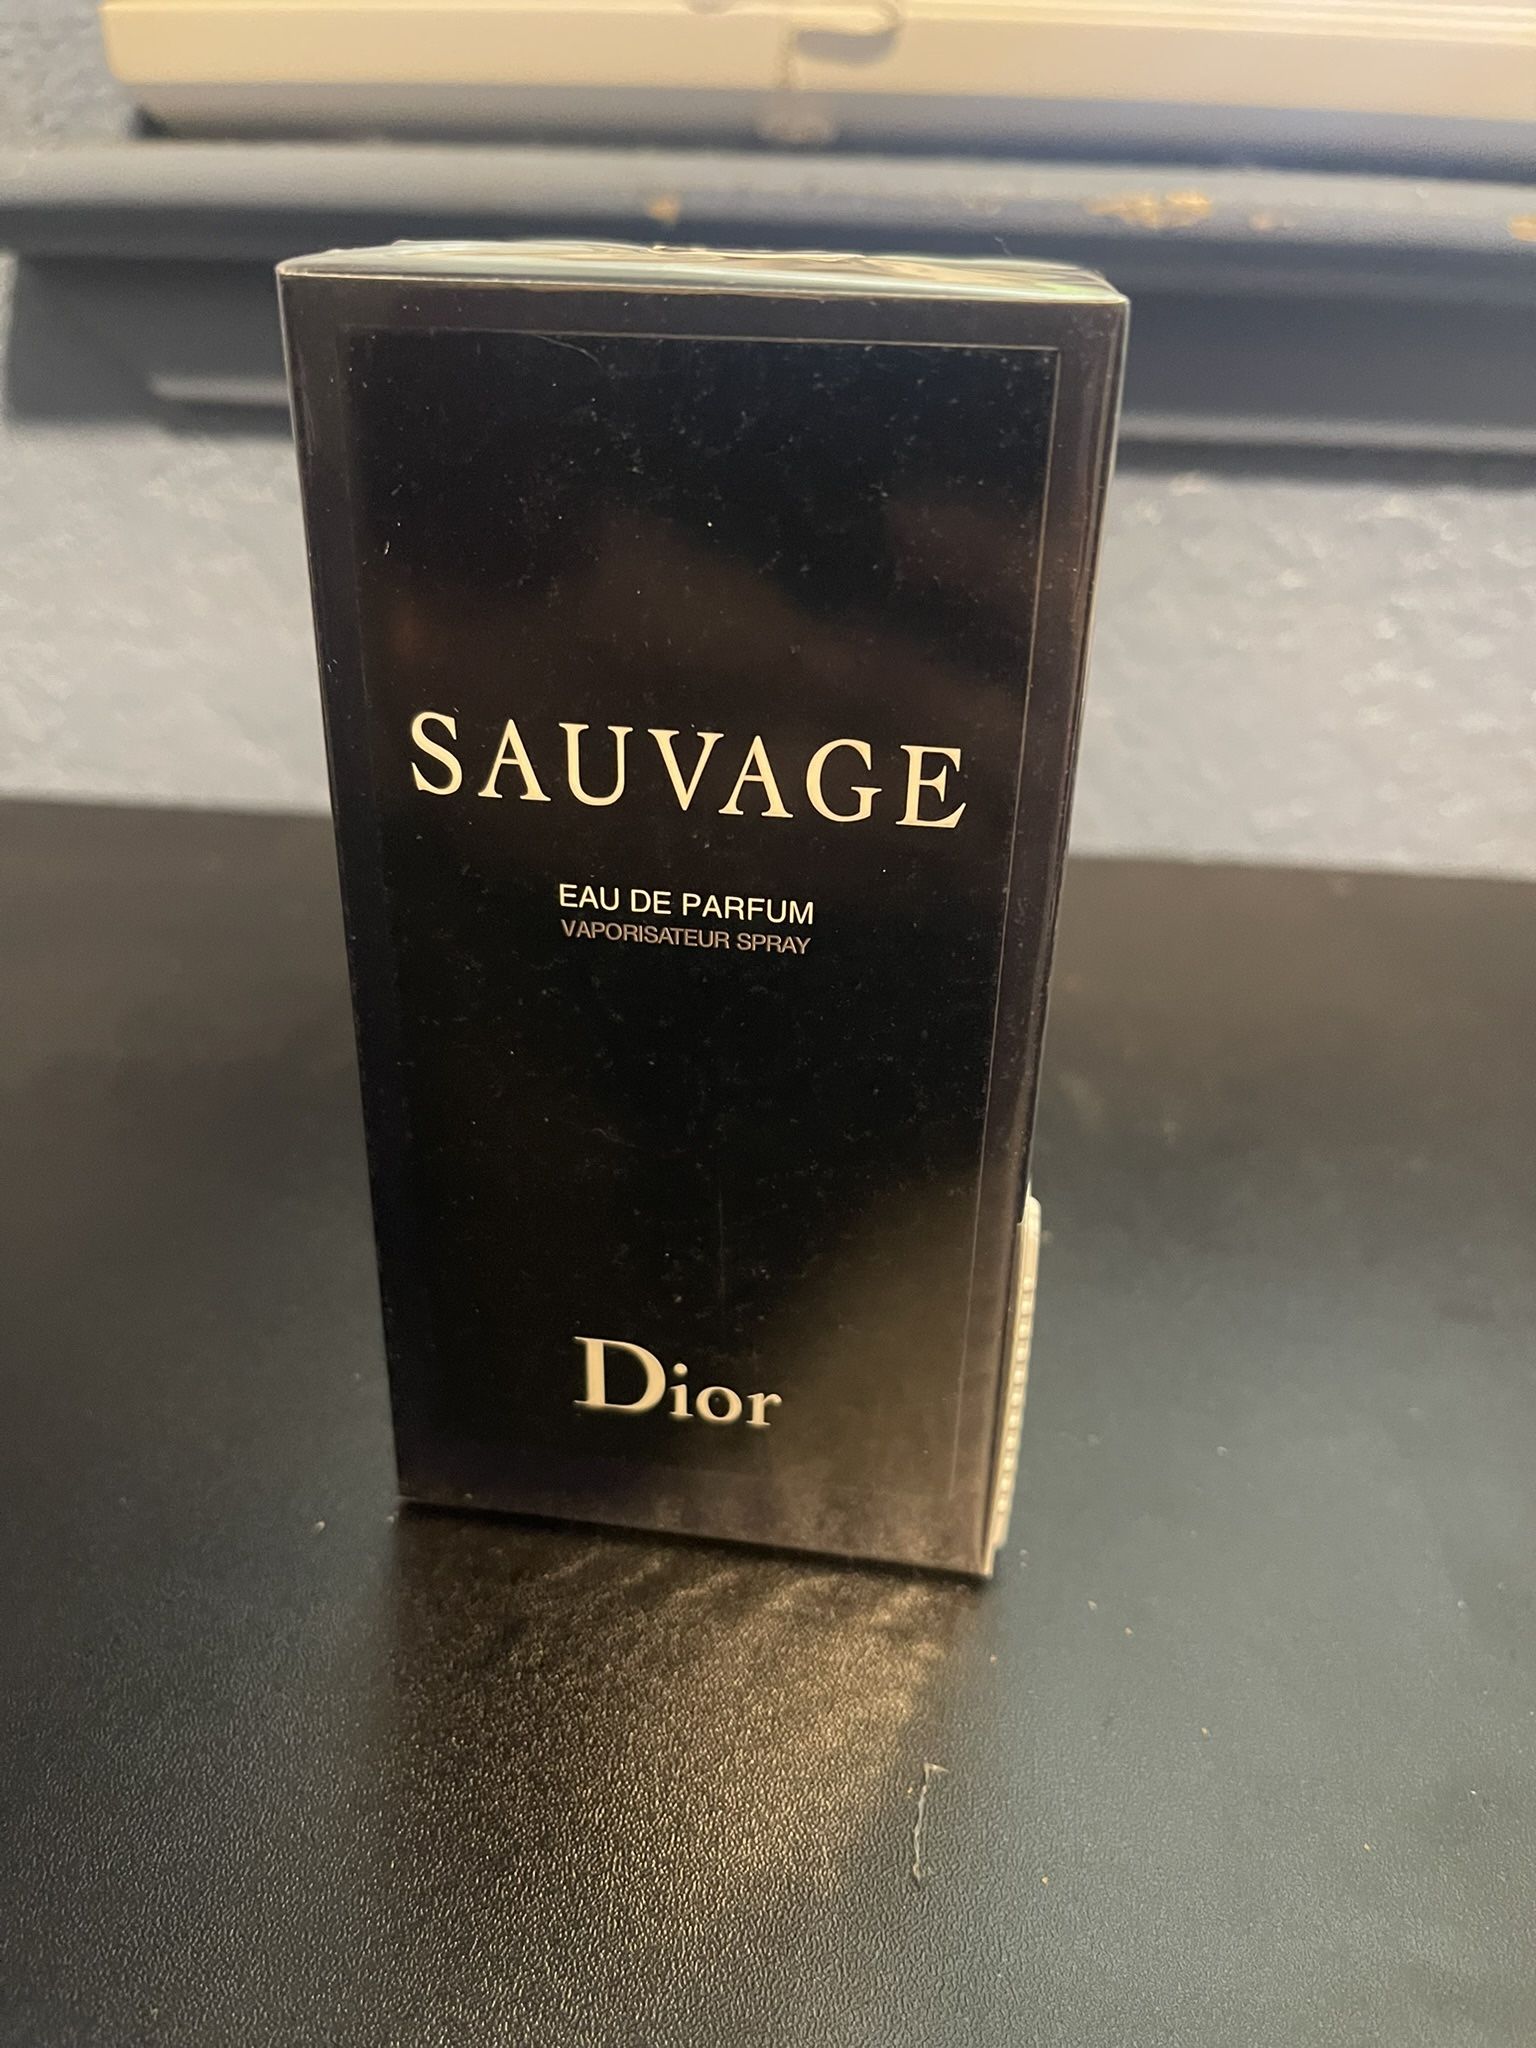 SAUVAGE
EAU DE PARFUM
VAPORISATEUR SPRAY
Dior